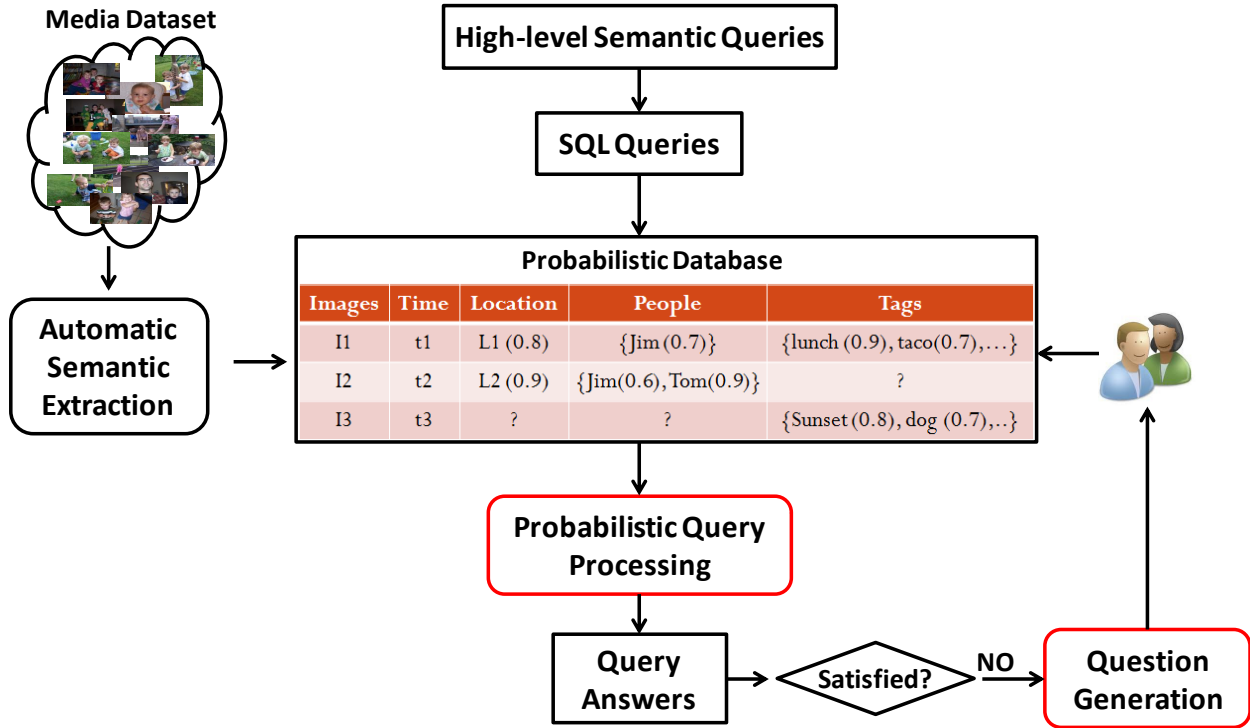 Media Dataset
High-level Semantic Queries
SQL Queries
Probabilistic Database
Images Time Location People Tags
I1 t1 L1 (0.8) {Jim (0.7)} {lunch (0.9), taco(0.7),...}
I2 t2 L2 (0.9) {Jim(0.6), Tom(0.9)} ?
I3 t3 ? ? {Sunset (0.8), dog (0.7),..}
Automatic
Semantic
Extraction
Probabilistic Query
Processing
Query
Answers
Satisfied?
NO
Question
Generation